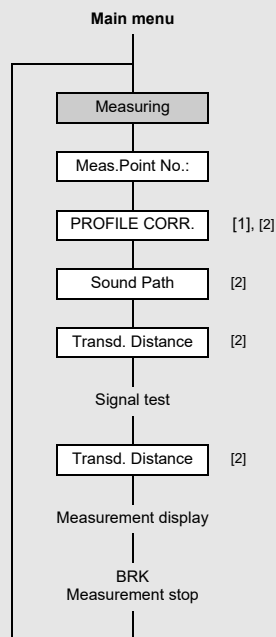 Main menu
Measuring
Meas.Point No.:
PROFILE CORR. [1], [2]
Sound Path [2]
Transd. Distance [2]
Signal test
Transd. Distance [2]
Measurement display
BRK
Measurement stop